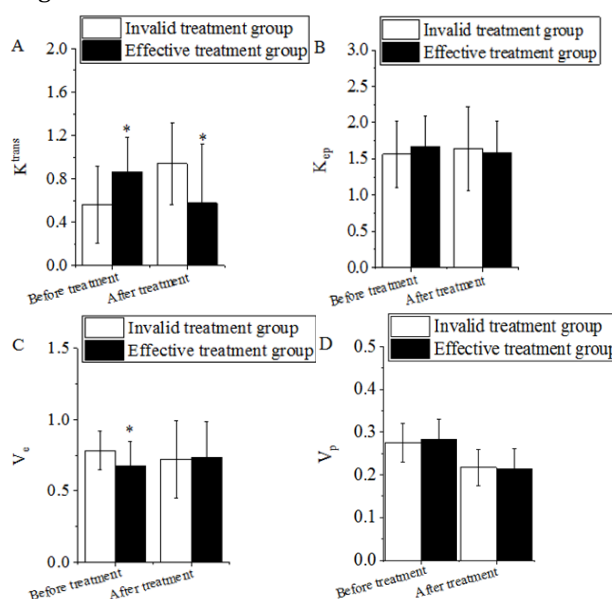 A
Invalid treatment group
Effective treatment group
K^trans
2.0
1.6
1.2
0.8
0.4
0.0
*
*
Before treatment
After treatment
B
Invalid treatment group
Effective treatment group
K_ep
3.0
2.5
2.0
1.5
1.0
0.5
0.0
Before treatment
After treatment
C
Invalid treatment group
Effective treatment group
V_e
1.5
1.0
0.5
0.0
*
Before treatment
After treatment
D
Invalid treatment group
Effective treatment group
V_p
0.5
0.4
0.3
0.2
0.1
0.0
Before treatment
After treatment